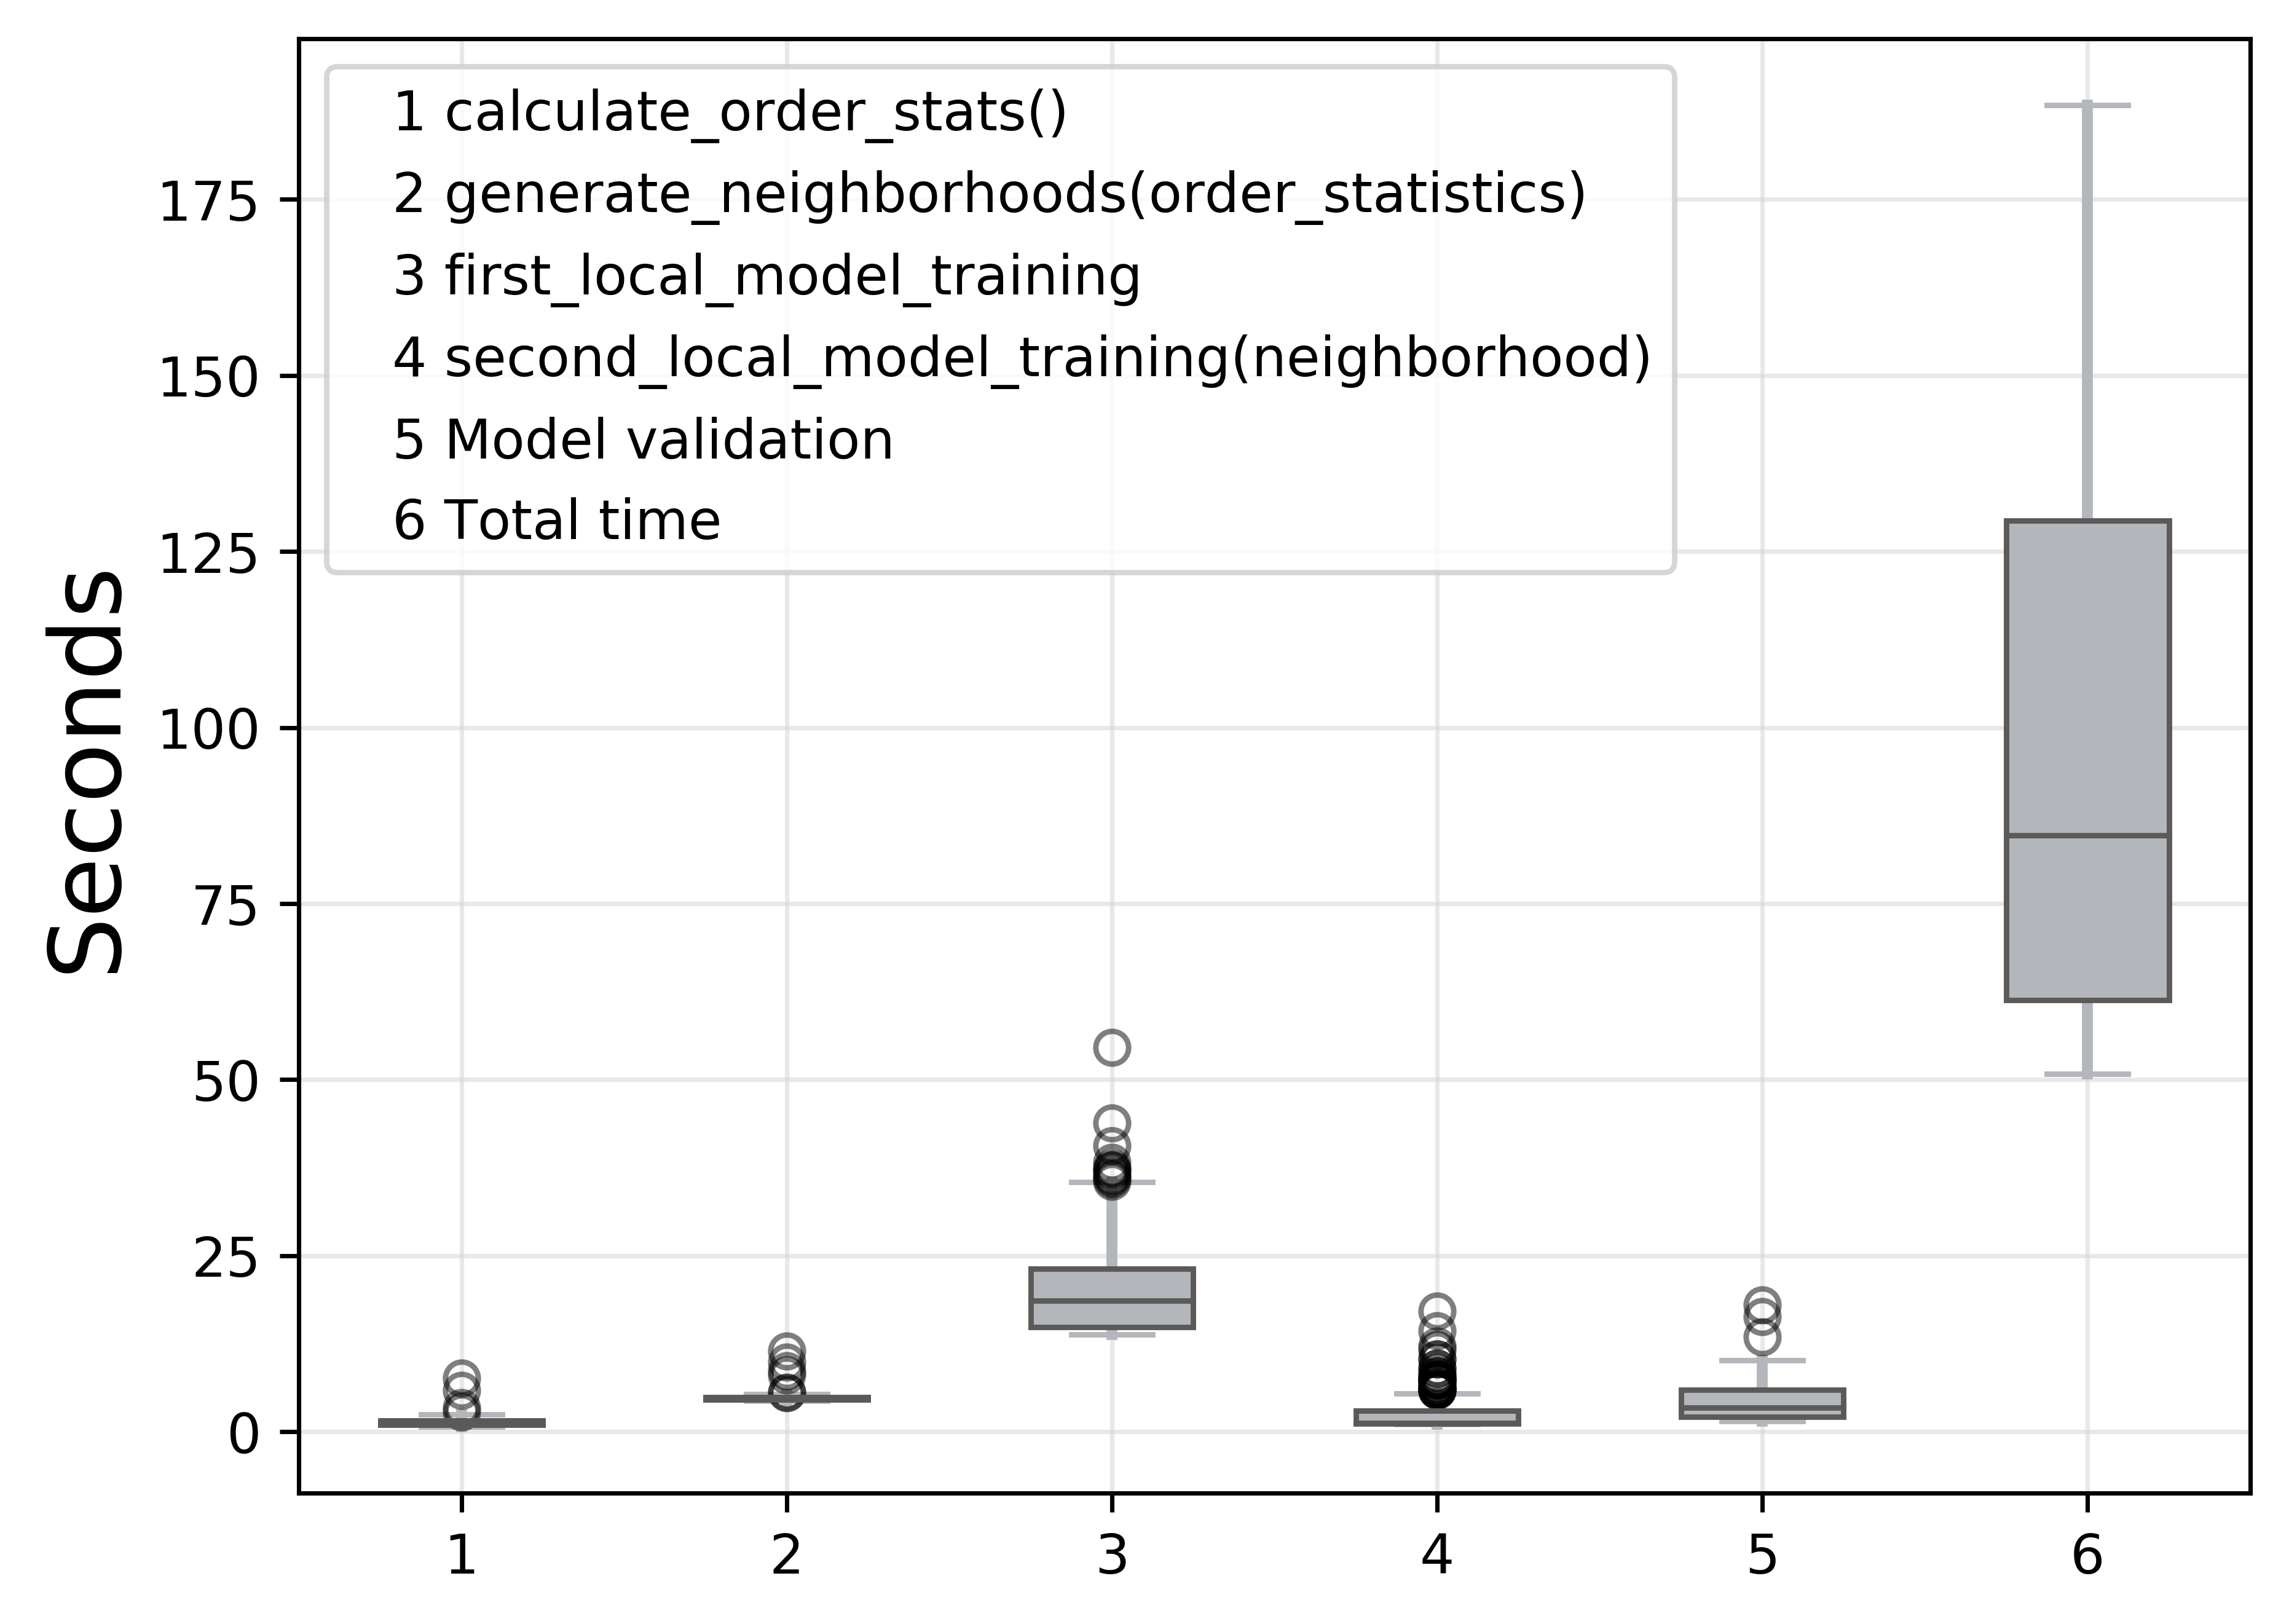 1 calculate_order_stats()
2 generate_neighborhoods(order_statistics)
3 first_local_model_training
4 second_local_model_training(neighborhood)
5 Model validation
6 Total time
Seconds
175
150
125
100
75
50
25
0
1 2 3 4 5 6